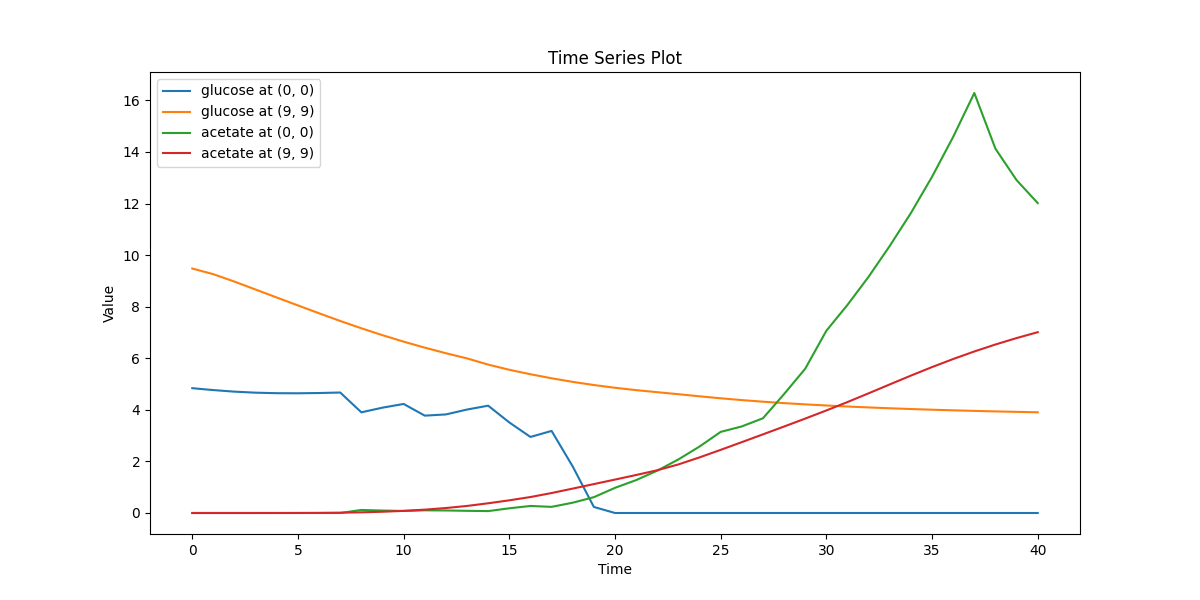 Time Series Plot
glucose at (0, 0)
glucose at (9, 9)
acetate at (0, 0)
acetate at (9, 9)
Value
16
14
12
10
8
6
4
2
0
0 5 10 15 20 25 30 35 40
Time